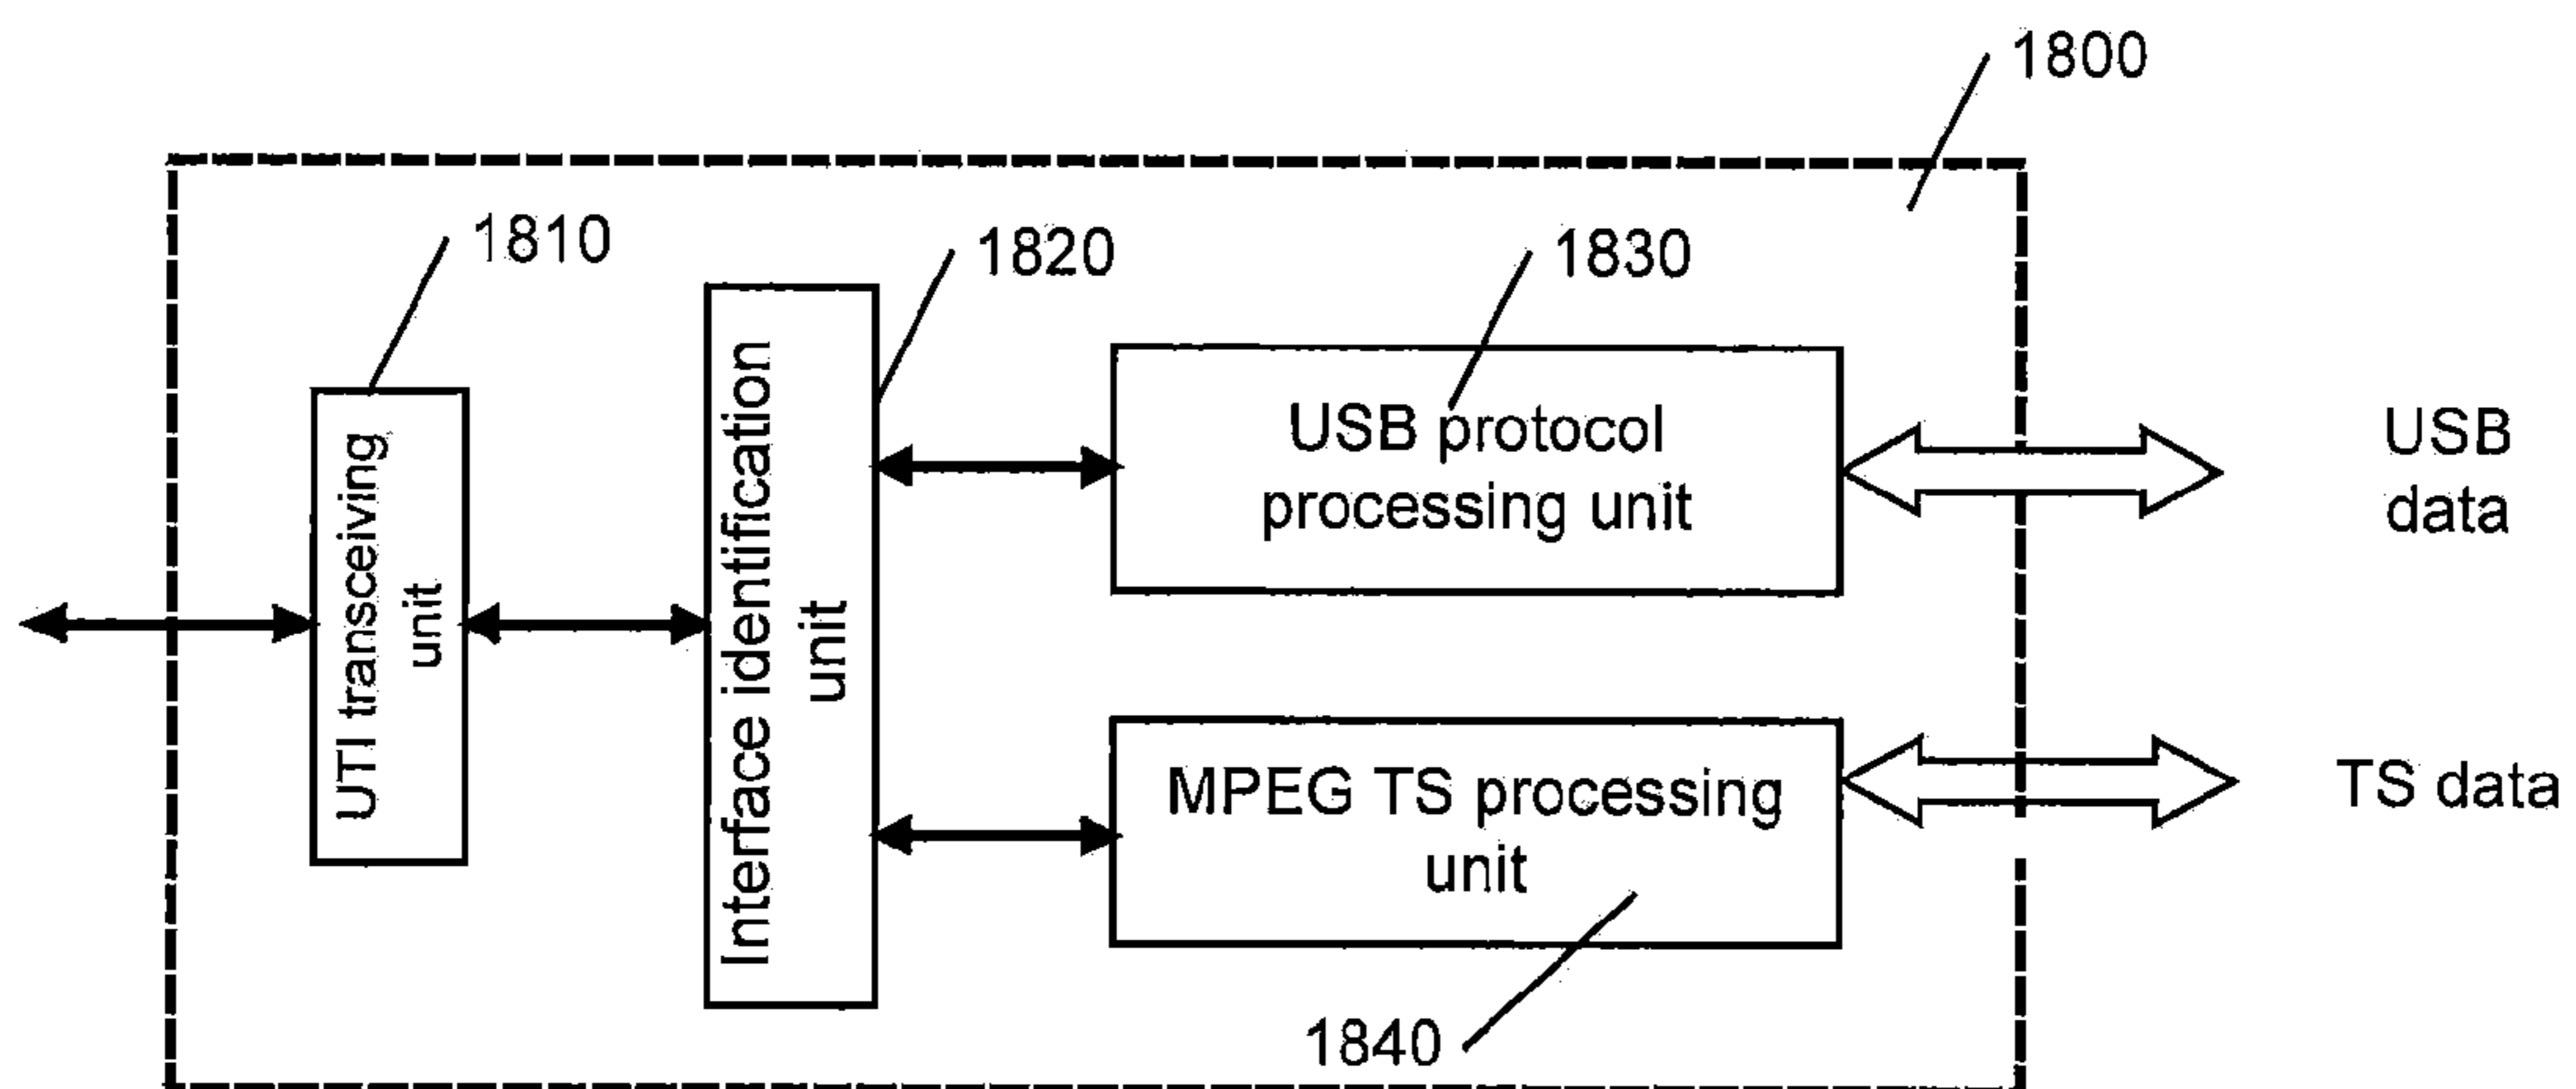 1800
1810
1820
1830
UTI transceiving
unit
Interface identification
unit
USB protocol
processing unit
USB
data
MPEG TS processing
unit
TS data
1840